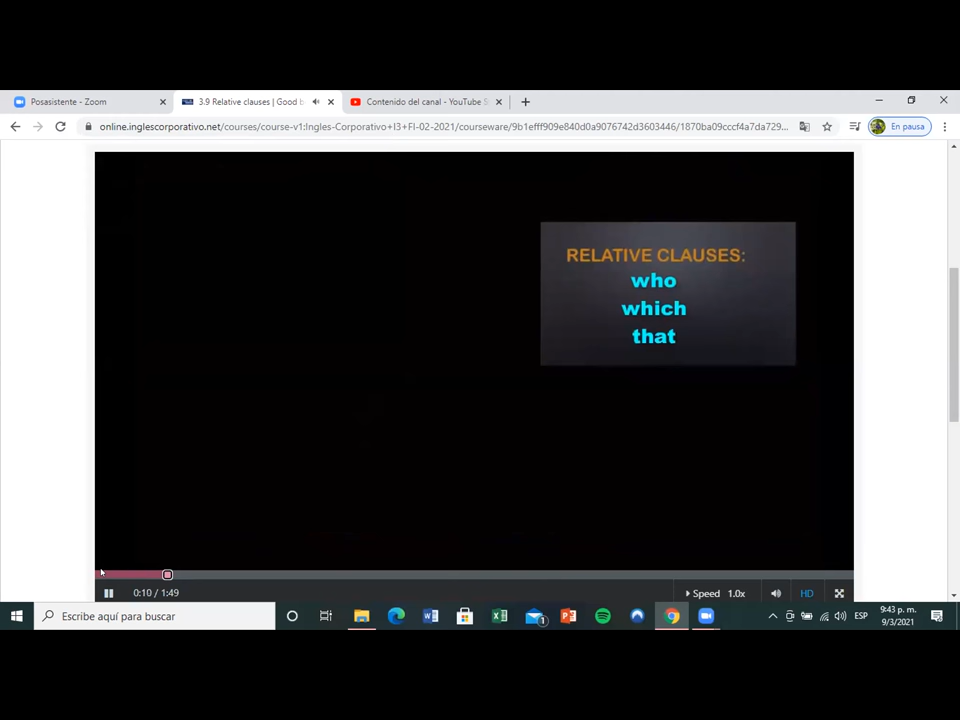 Posasistente - Zoom
3.9 Relative clauses | Good b
Contenido del canal - YouTube S
online.inglescorporativo.net/courses/course-v1:Ingles-Corporativo+I3+FI-02-2021/courseware/9b1efff909e840d0a9076742d3603446/1870ba09cccf4a7da729...
En pausa
RELATIVE CLAUSES:
who
which
that
0:10 / 1:49
Speed 1.0x
HD
Escribe aquí para buscar
1
ESP
9:43 p. m.
9/3/2021